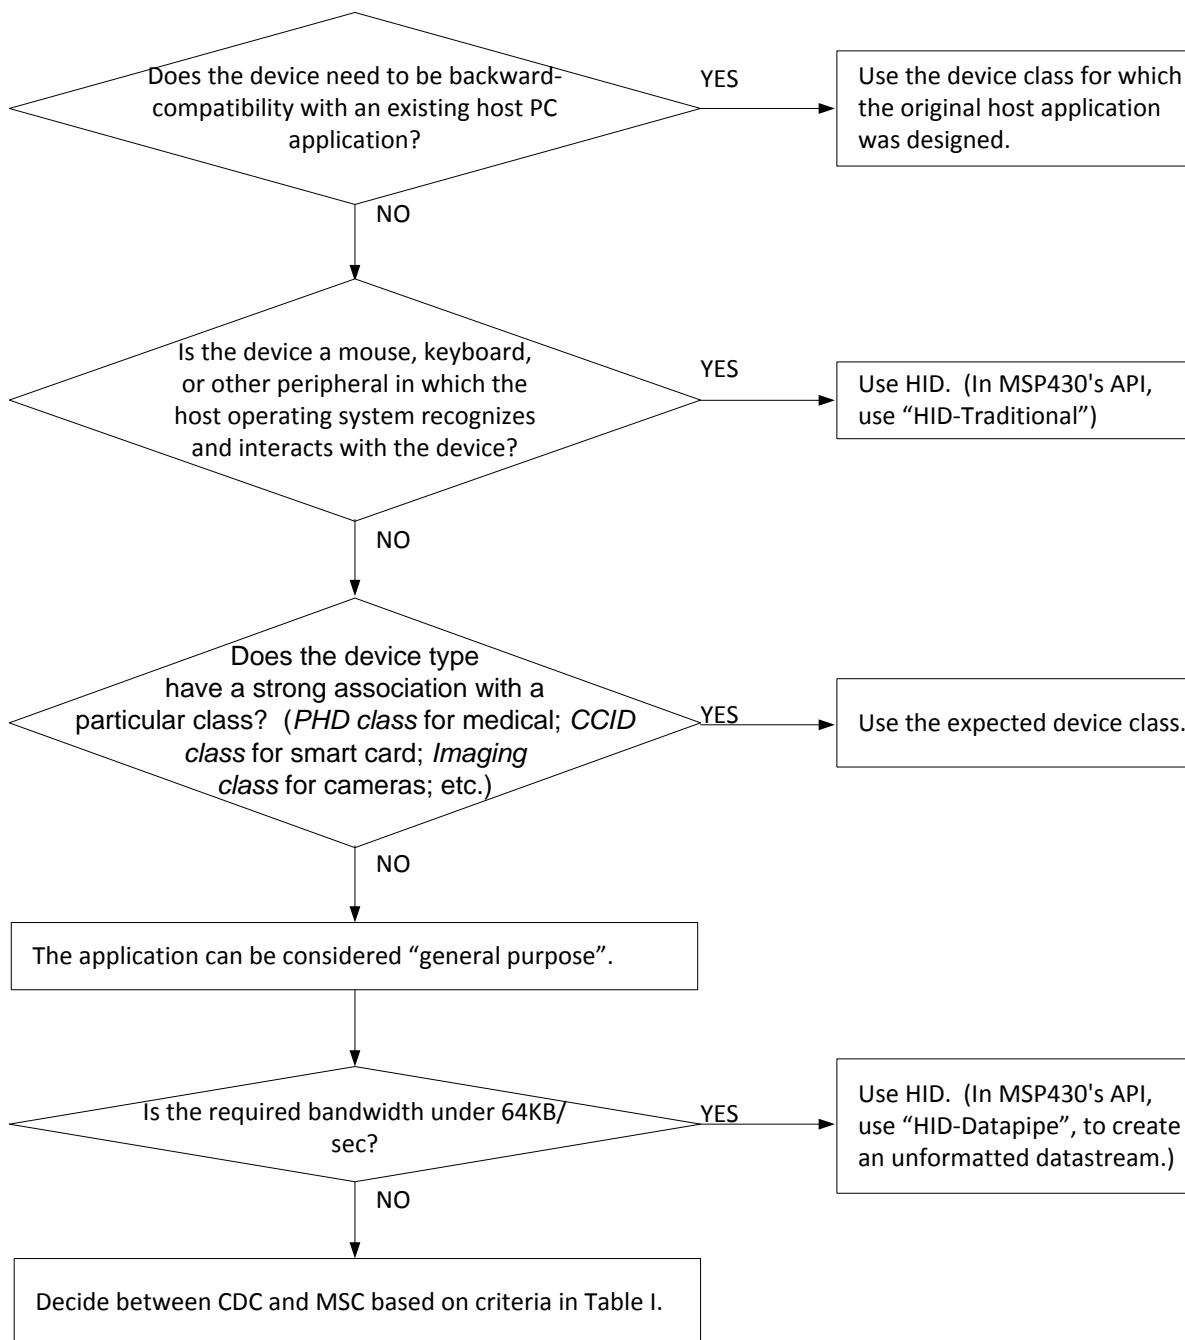 Does the device need to be backward-
compatibility with an existing host PC
application?
YES
Use the device class for which
the original host application
was designed.
NO
Is the device a mouse, keyboard,
or other peripheral in which the
host operating system recognizes
and interacts with the device?
YES
Use HID. (In MSP430's API,
use “HID-Traditional”)
NO
Does the device type
have a strong association with a
particular class? (PHD class for medical; CCID
class for smart card; Imaging
class for cameras; etc.)
YES
Use the expected device class.
NO
The application can be considered “general purpose”.
Is the required bandwidth under 64KB/
sec?
YES
Use HID. (In MSP430's API,
use “HID-Datapipe”, to create
an unformatted datastream.)
NO
Decide between CDC and MSC based on criteria in Table I.